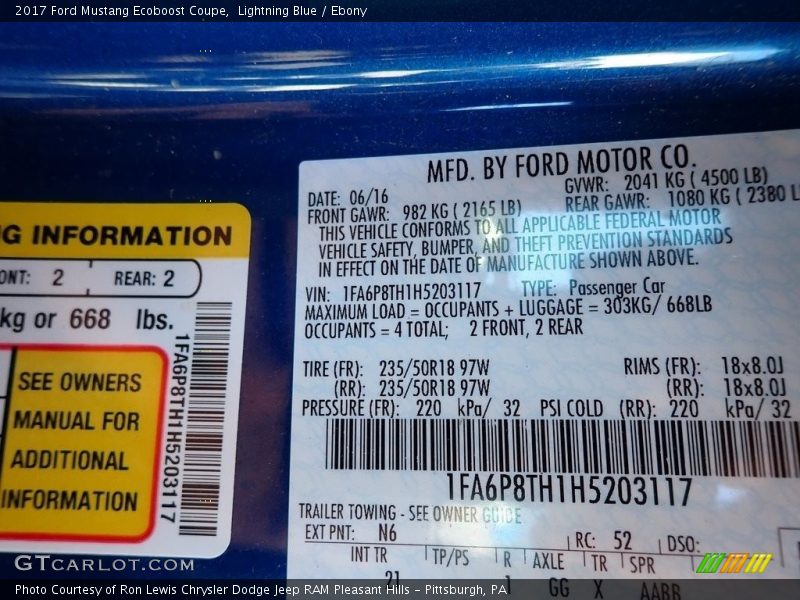 2017 Ford Mustang Ecoboost Coupe,  Lightning Blue / Ebony
G INFORMATION
ONT: 2 REAR: 2
kg or 668 lbs.
SEE OWNERS
MANUAL FOR
ADDITIONAL
INFORMATION
1FA6P8TH1H5203117
MFD. BY FORD MOTOR CO.
DATE: 06/16 GVWR: 2041 KG ( 4500 LB)
FRONT GAWR: 982 KG ( 2165 LB) REAR GAWR: 1080 KG ( 2380 L
THIS VEHICLE CONFORMS TO ALL APPLICABLE FEDERAL MOTOR
VEHICLE SAFETY, BUMPER, AND THEFT PREVENTION STANDARDS
IN EFFECT ON THE DATE OF MANUFACTURE SHOWN ABOVE.
VIN: 1FA6P8TH1H5203117 TYPE: Passenger Car
MAXIMUM LOAD = OCCUPANTS + LUGGAGE = 303KG/ 668LB
OCCUPANTS = 4 TOTAL; 2 FRONT, 2 REAR
TIRE (FR): 235/50R18 97W RIMS (FR): 18x8.0J
(RR): 235/50R18 97W (RR): 18x8.0J
PRESSURE (FR): 220 kPa/ 32 PSI COLD (RR): 220 kPa/ 32
1FA6P8TH1H5203117
TRAILER TOWING - SEE OWNER GUIDE
EXT PNT: N6 RC: 52 DSO:
INT TR TP/PS R AXLE TR SPR
21 1 GG X AABB
GTCARLOT.COM
Photo Courtesy of Ron Lewis Chrysler Dodge Jeep RAM Pleasant Hills – Pittsburgh, PA